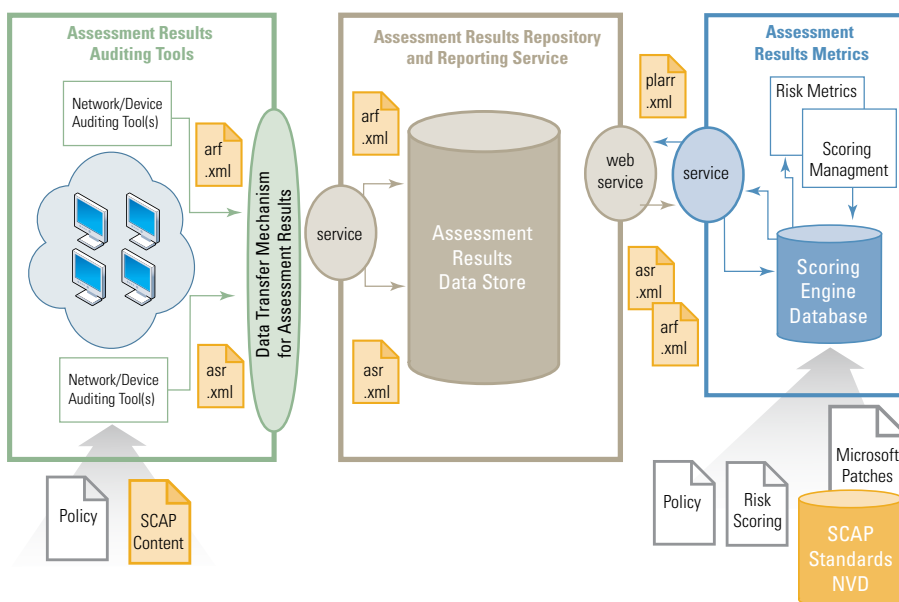 Assessment Results
Auditing Tools
Network/Device
Auditing Tool(s)
arf
.xml
Network/Device
Auditing Tool(s)
asr
.xml
Data Transfer Mechanism
for Assessment Results
Policy
SCAP
Content
Assessment Results Repository
and Reporting Service
service
arf
.xml
asr
.xml
Assessment
Results
Data Store
web
service
plarr
.xml
asr
.xml
arf
.xml
Assessment
Results Metrics
service
Risk Metrics
Scoring
Managment
Scoring
Engine
Database
Policy
Risk
Scoring
Microsoft
Patches
SCAP
Standards
NVD